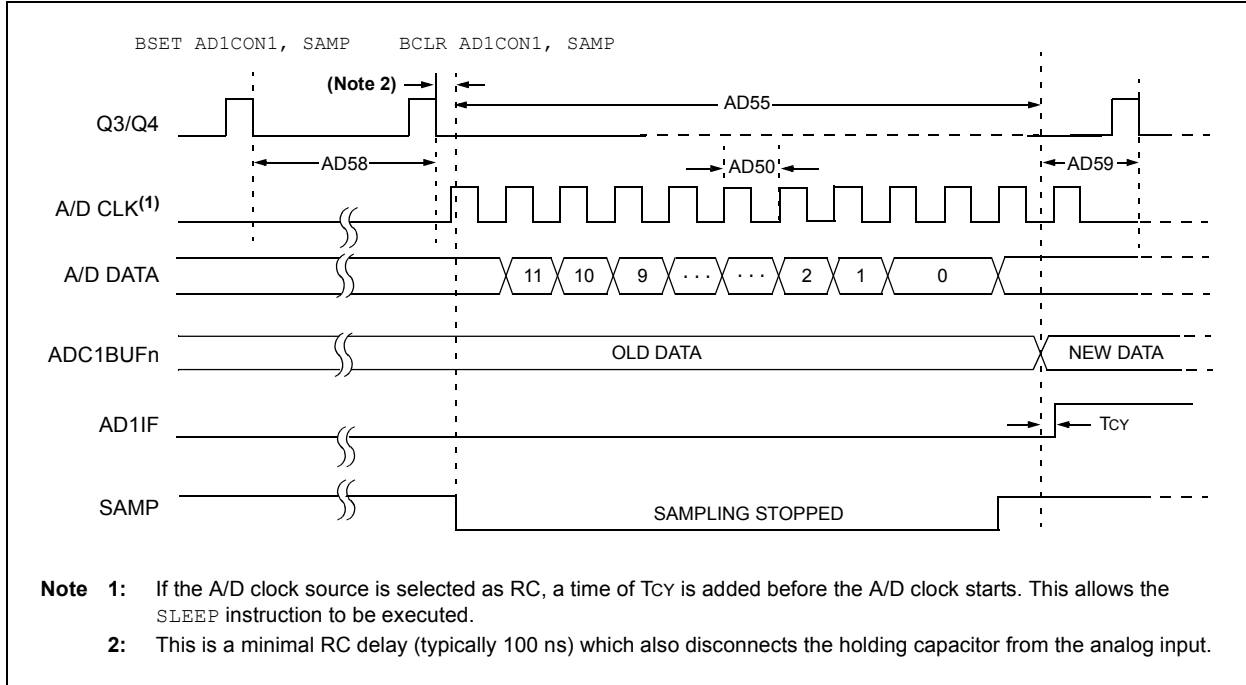 BSET AD1CON1, SAMP BCLR AD1CON1, SAMP
(Note 2)
AD55
Q3/Q4
AD58
AD50
AD59
A/D CLK(1)
A/D DATA
11 10 9 . . . . . . 2 1 0
ADC1BUFn
OLD DATA
NEW DATA
AD1IF
TCY
SAMP
SAMPLING STOPPED
Note 1: If the A/D clock source is selected as RC, a time of TCY is added before the A/D clock starts. This allows the
SLEEP instruction to be executed.
2: This is a minimal RC delay (typically 100 ns) which also disconnects the holding capacitor from the analog input.